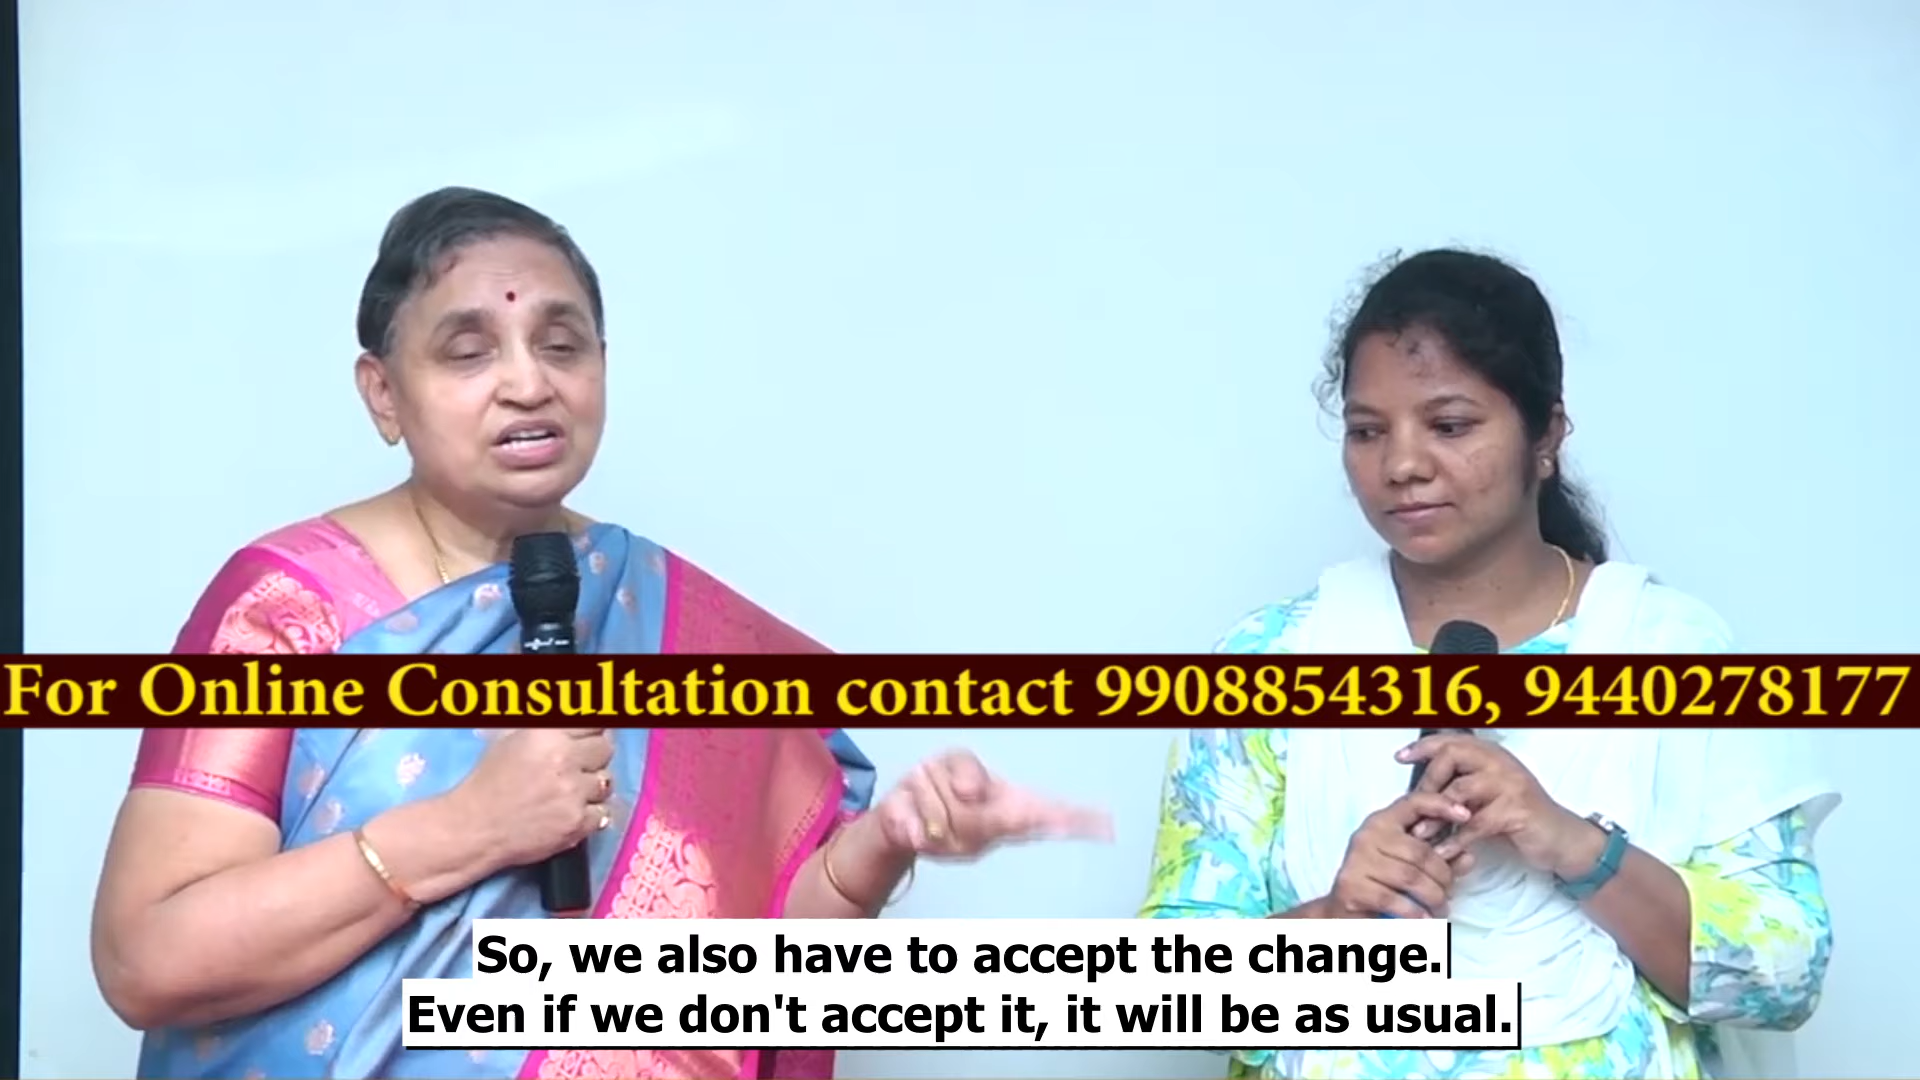 For Online Consultation contact 9908854316, 9440278177
So, we also have to accept the change.
Even if we don't accept it, it will be as usual.